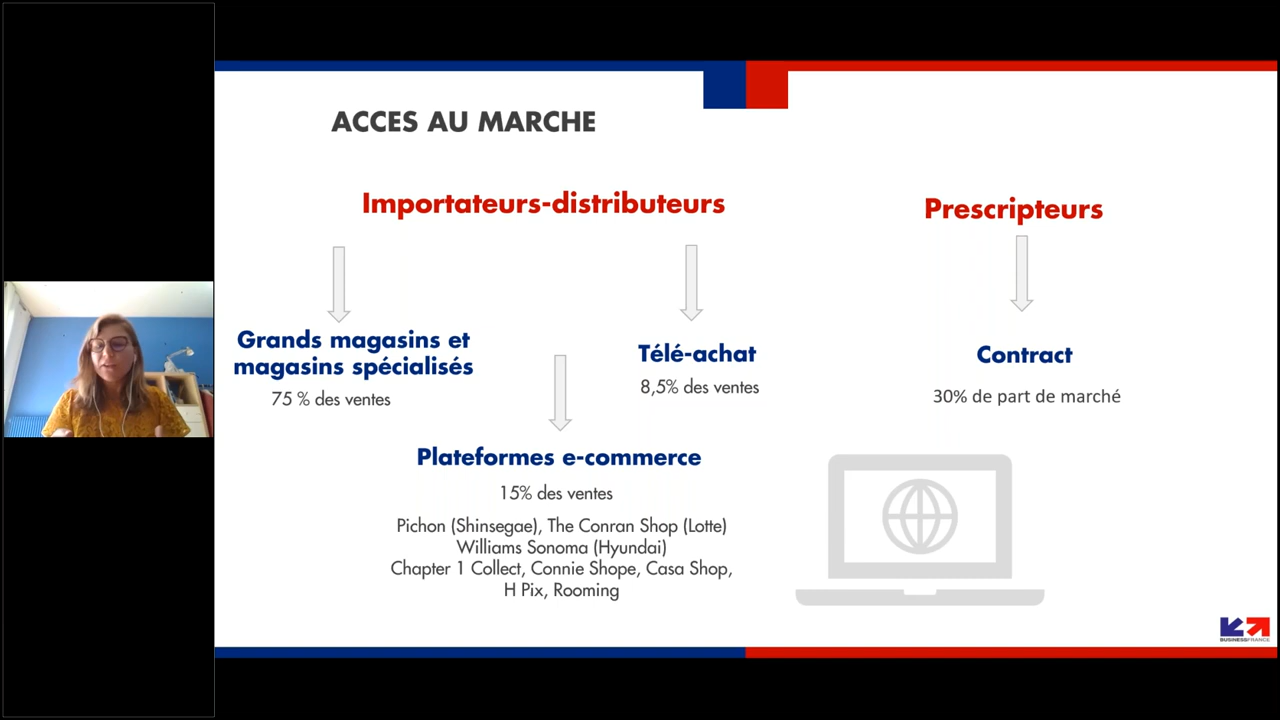 ACCES AU MARCHE
Importateurs-distributeurs
Prescripteurs
Grands magasins et
magasins spécialisés
75 % des ventes
Télé-achat
8,5% des ventes
Contract
30% de part de marché
Plateformes e-commerce
15% des ventes
Pichon (Shinsegae), The Conran Shop (Lotte)
Williams Sonoma (Hyundai)
Chapter 1 Collect, Connie Shope, Casa Shop,
H Pix, Rooming
BUSINESSFRANCE